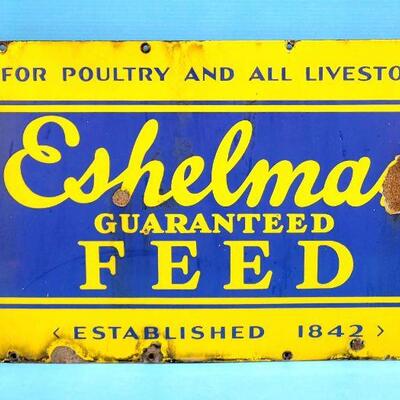 FOR POULTRY AND ALL LIVESTO
Eshelma
GUARANTEED
FEED
< ESTABLISHED 1842 >